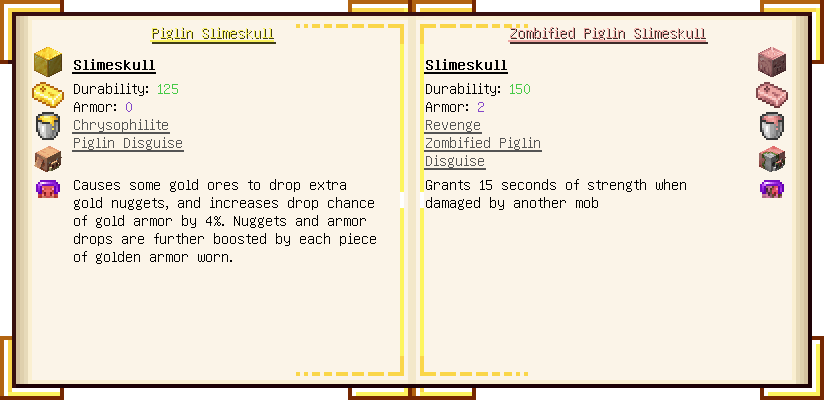 Piglin Slimeskull
Slimeskull
Durability: 125
Armor: 0
Chrysophilite
Piglin Disguise
Causes some gold ores to drop extra
gold nuggets, and increases drop chance
of gold armor by 4%. Nuggets and armor
drops are further boosted by each piece
of golden armor worn.
Zombified Piglin Slimeskull
Slimeskull
Durability: 150
Armor: 2
Revenge
Zombified Piglin
Disguise
Grants 15 seconds of strength when
damaged by another mob